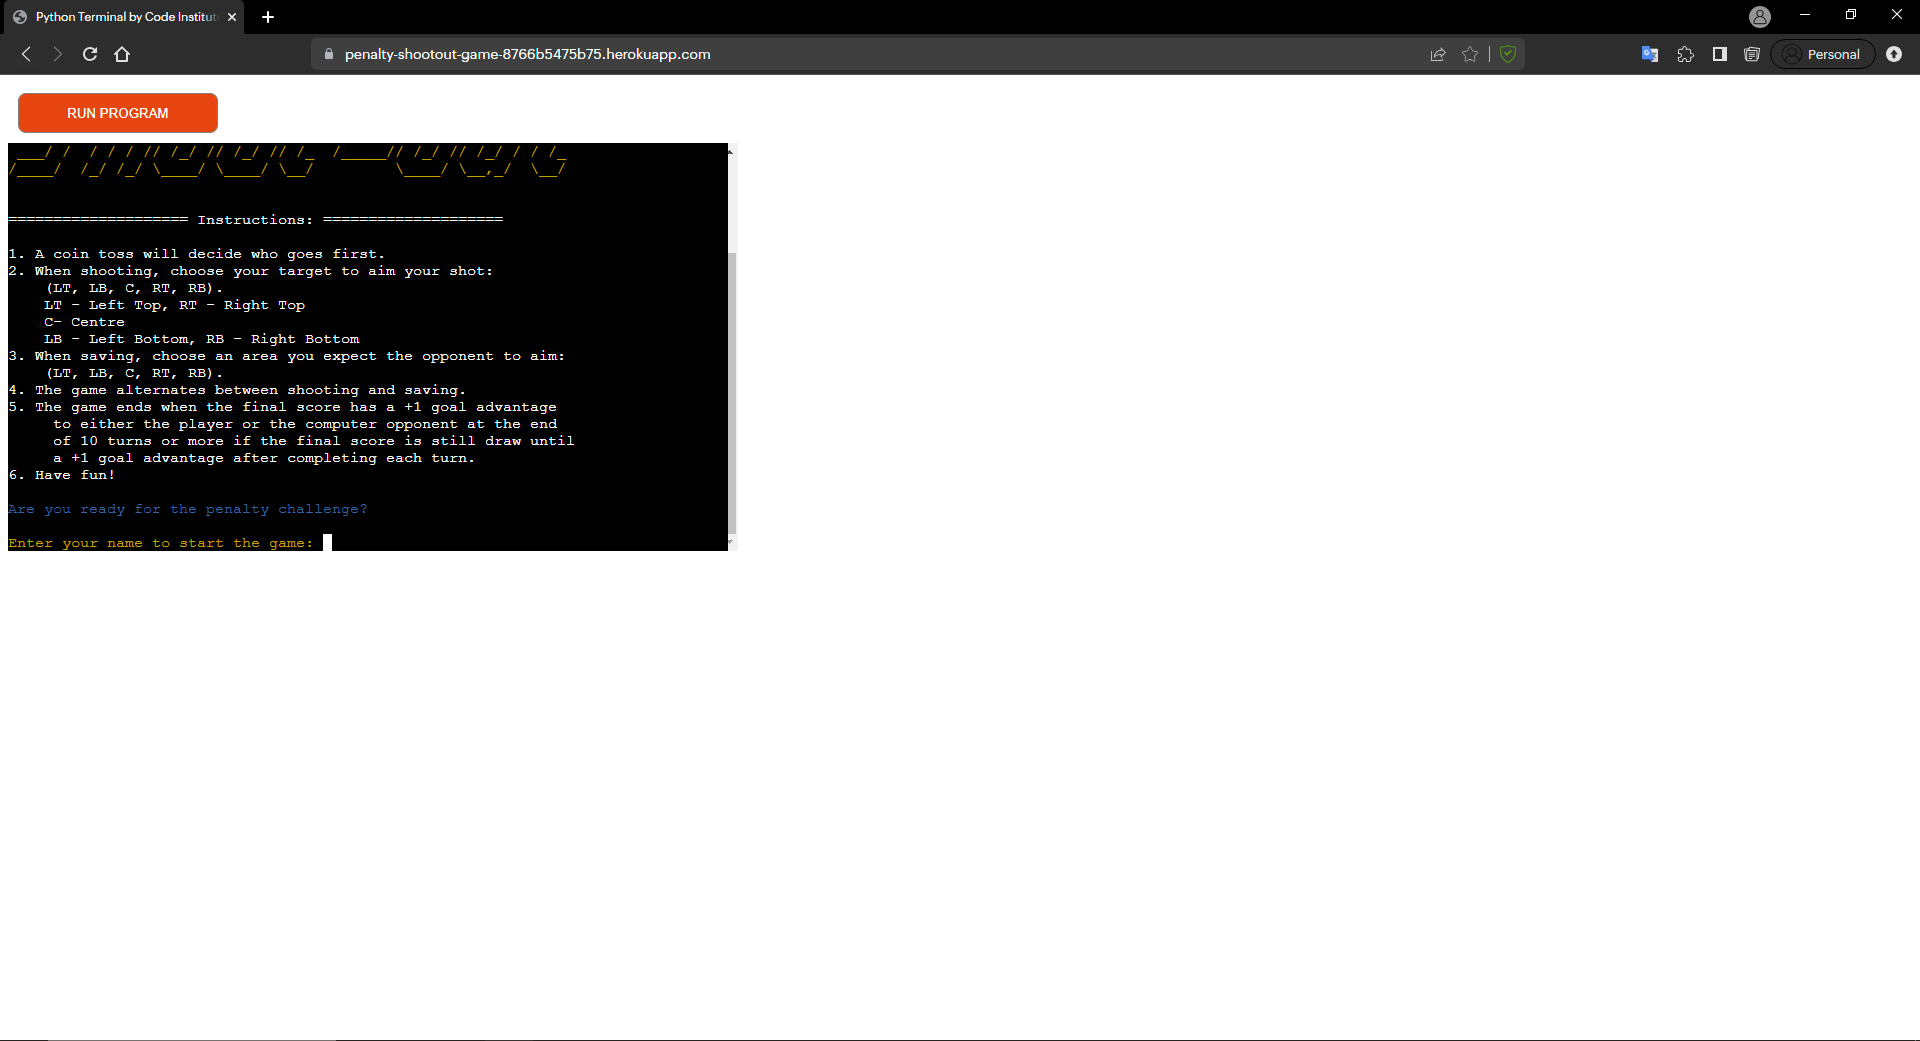 Python Terminal by Code Institut
penalty-shootout-game-8766b5475b75.herokuapp.com
Personal
RUN PROGRAM
==================== Instructions: ====================
1. A coin toss will decide who goes first.
2. When shooting, choose your target to aim your shot:
(LT, LB, C, RT, RB).
LT - Left Top, RT - Right Top
C- Centre
LB - Left Bottom, RB - Right Bottom
3. When saving, choose an area you expect the opponent to aim:
(LT, LB, C, RT, RB).
4. The game alternates between shooting and saving.
5. The game ends when the final score has a +1 goal advantage
to either the player or the computer opponent at the end
of 10 turns or more if the final score is still draw until
a +1 goal advantage after completing each turn.
6. Have fun!
Are you ready for the penalty challenge?
Enter your name to start the game: